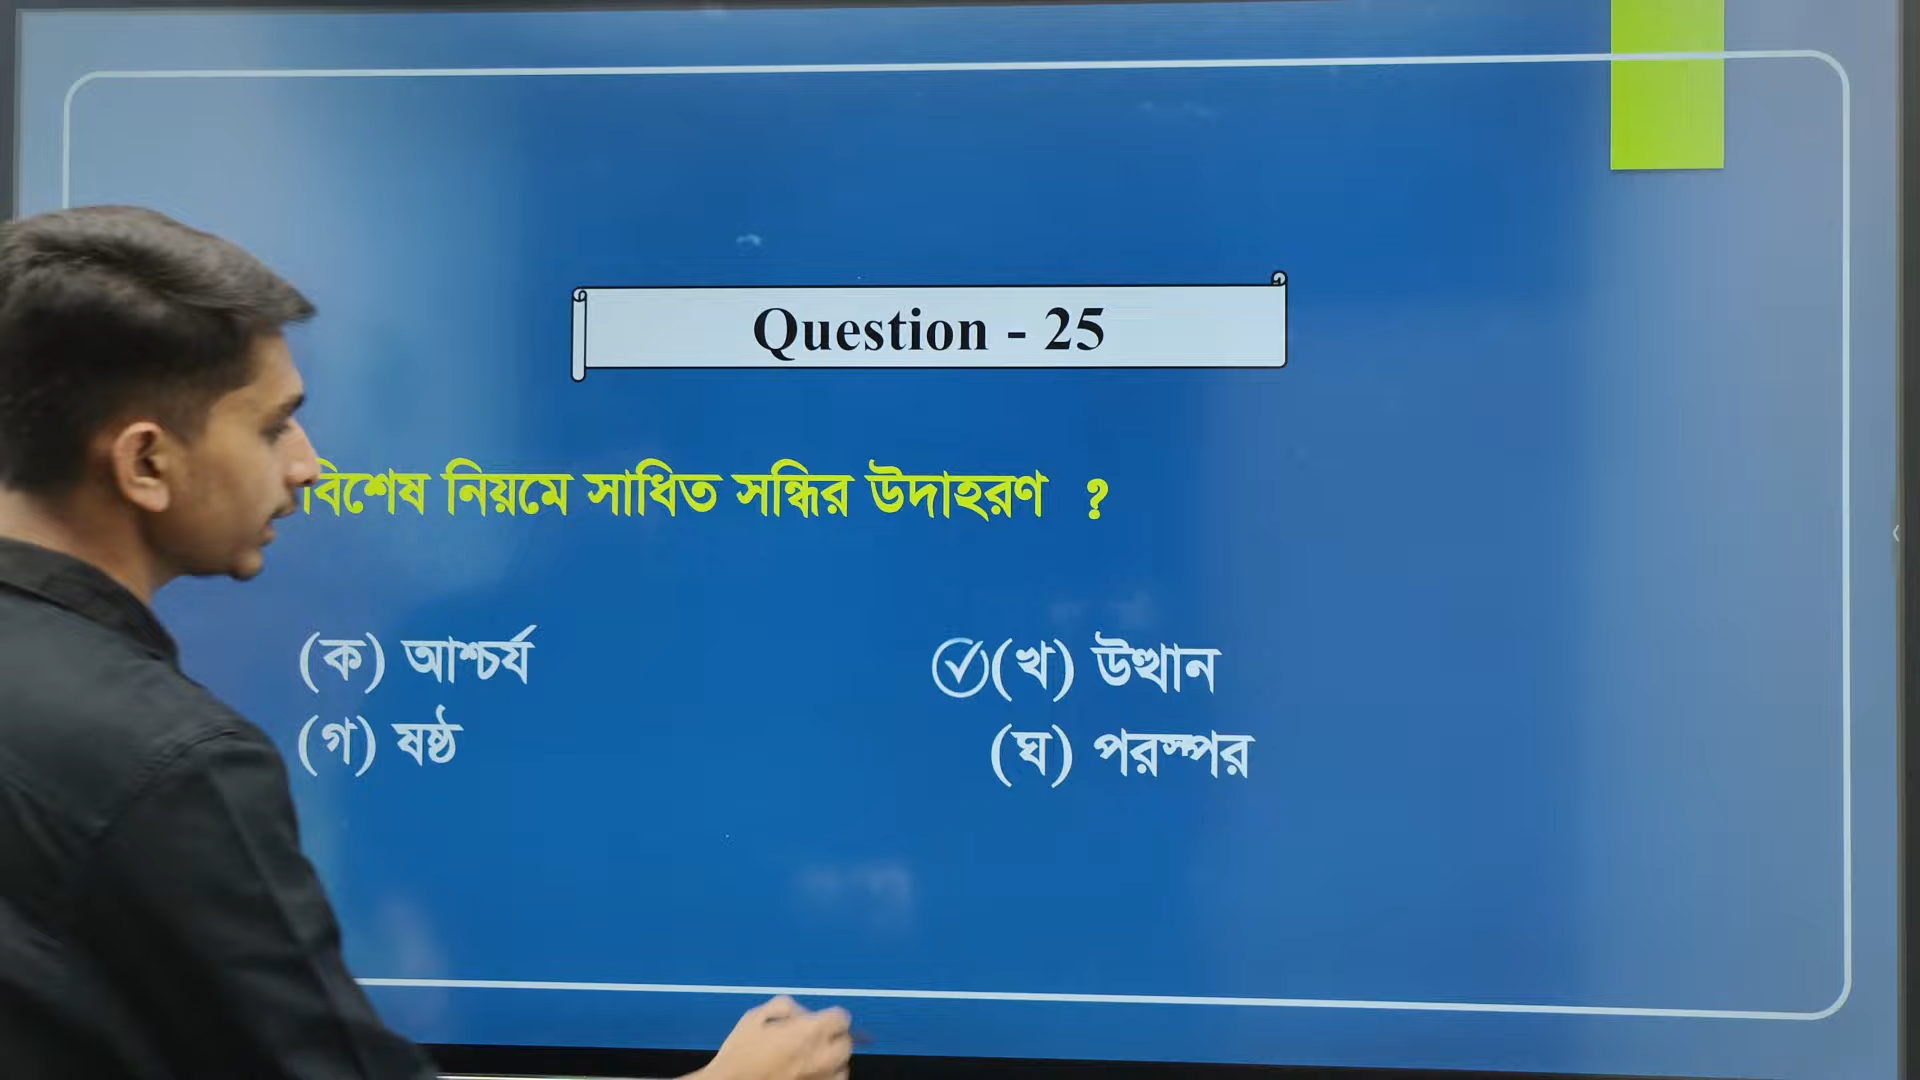 Question - 25
বিশেষ নিয়মে সাধিত সন্ধির উদাহরণ ?
(ক) আশ্চর্য
(খ) উত্থান
(গ) ষষ্ঠ
(ঘ) পরস্পর